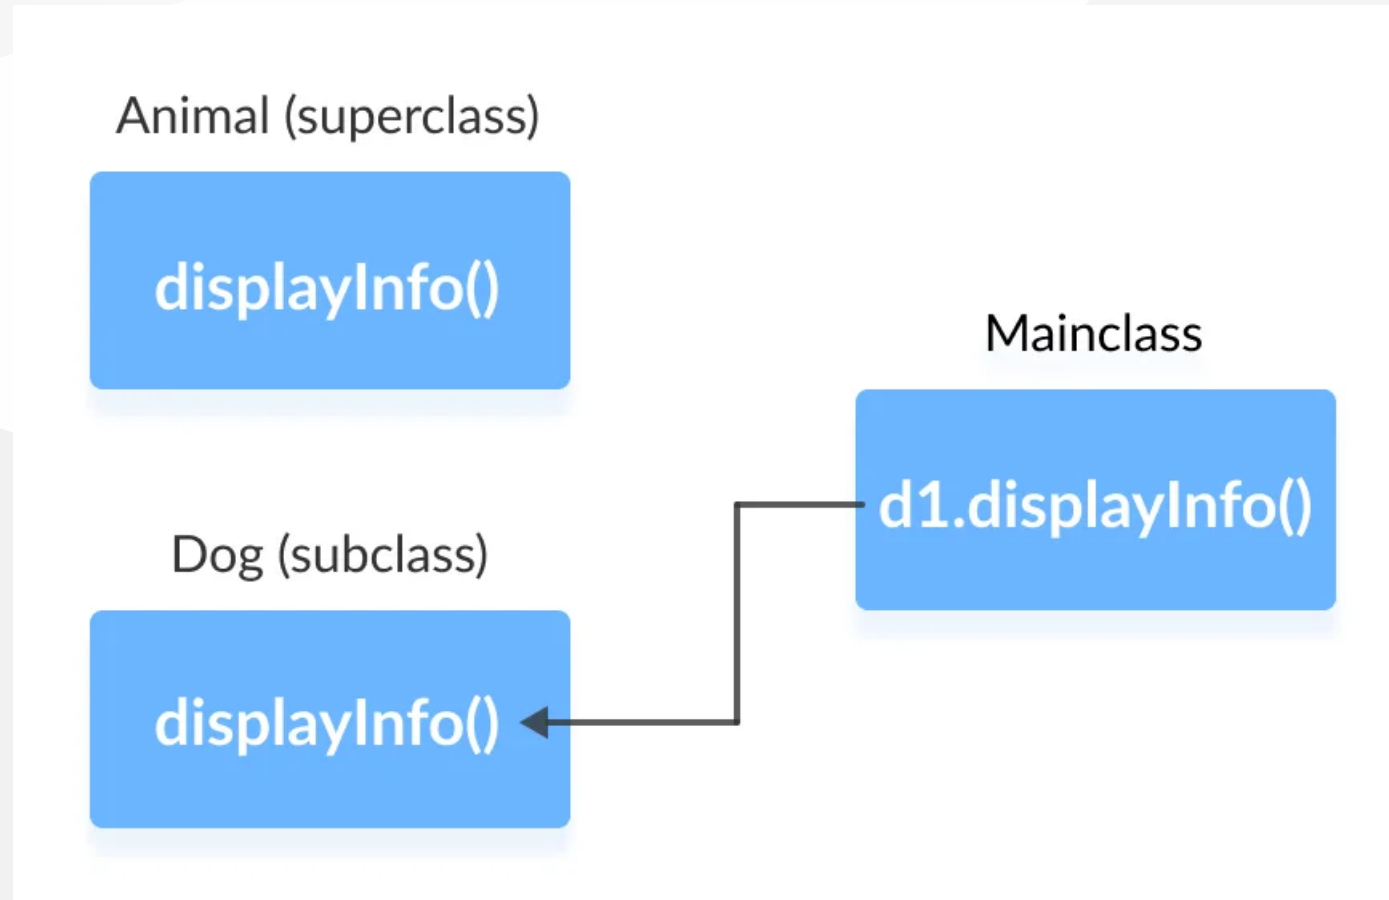 Animal (superclass)
displayInfo()
Mainclass
d1.displayInfo()
Dog (subclass)
displayInfo()